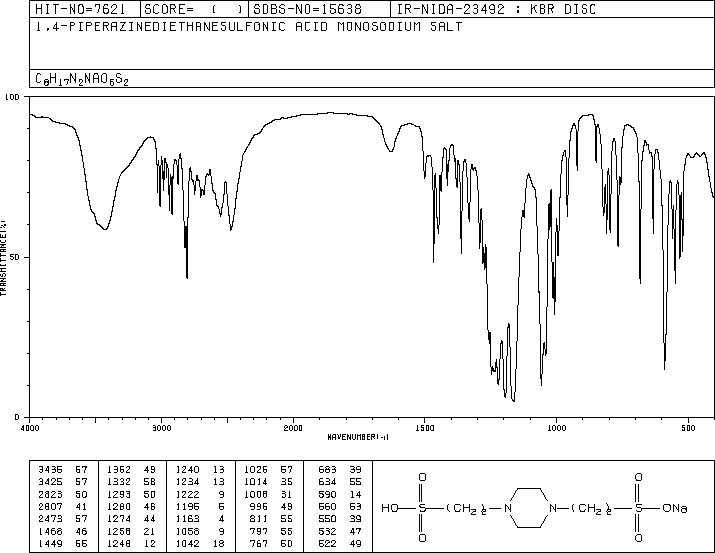 HIT-NO=7621 SCORE= ( ) SDBS-NO=15638 IR-NIDA-23492 : KBR DISC
1,4-PIPERAZINEDIETHANESULFONIC ACID MONOSODIUM SALT
C8H17N2NAO6S2
100
50
0
TRANSMITTANCE(%)
4000 3000 2000 1500 1000 500
WAVENUMBER(-1)
3436 57 1362 49 1240 13 1026 57 683 39
3425 57 1332 58 1234 13 1014 35 634 55
2823 50 1293 50 1222 9 1008 31 590 14
2807 41 1280 46 1196 6 996 49 560 53
2473 57 1274 44 1163 4 811 55 550 39
1468 46 1258 21 1058 9 797 55 532 47
1449 55 1248 12 1042 18 767 50 522 49
O O
HO S (CH2)2 N N (CH2)2 S ONa
O O